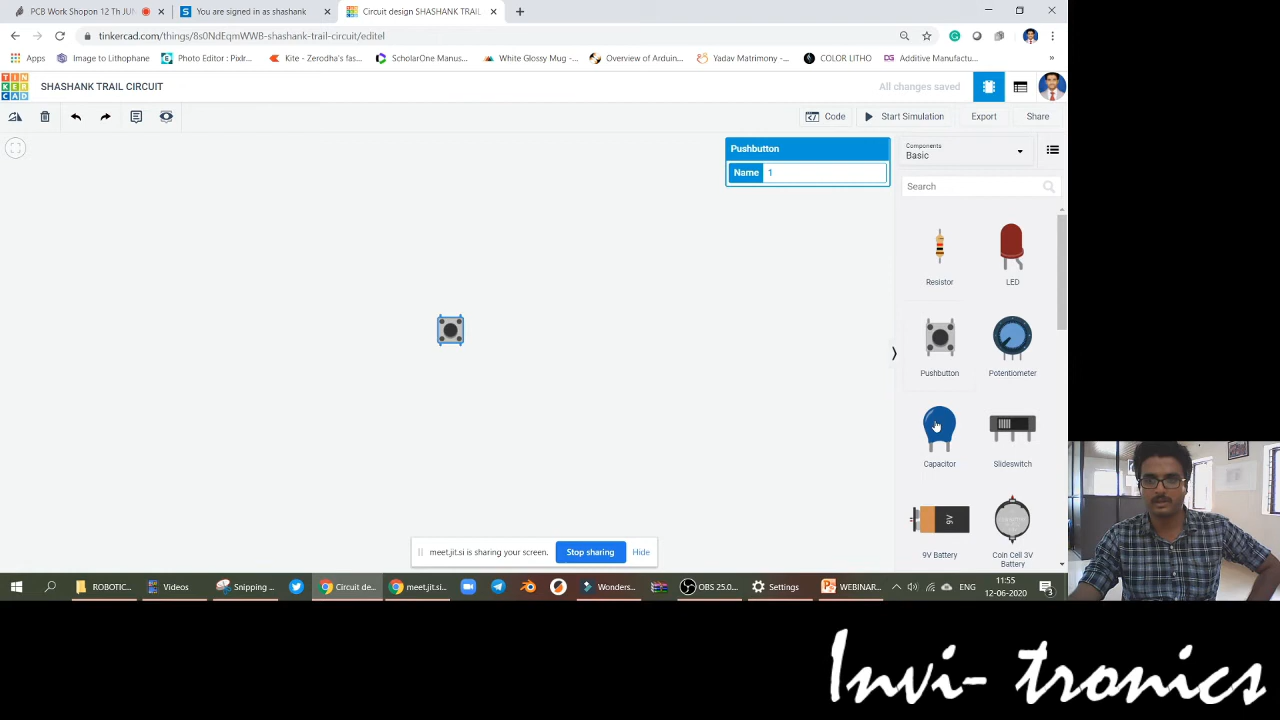 PCB Work Shopon 12 Th JUN
You are signed in as shashank
Circuit design SHASHANK TRAIL
tinkercad.com/things/8s0NdEqmWWB-shashank-trail-circuit/editel
Apps
Image to Lithophane
Photo Editor : Pixlr...
Kite - Zerodha's fas...
ScholarOne Manus...
White Glossy Mug -...
Overview of Arduin...
Yadav Matrimony
COLOR LITHO
Additive Manufactu...
»
TIN
KER
CAD
SHASHANK TRAIL CIRCUIT
All changes saved
Code
Start Simulation
Export
Share
Pushbutton
Name 1
Components
Basic
Search
Resistor
LED
Pushbutton
Potentiometer
Capacitor
Slideswitch
9V
9V Battery
Coin Cell 3V
Battery
meet.jit.si is sharing your screen.
Stop sharing
Hide
ROBOTIC...
Videos
Snipping ...
Circuit de...
meet.jit.si...
Wonders...
OBS 25.0...
Settings
WEBINAR...
ENG
11:55
12-06-2020
3
Invi- tronics